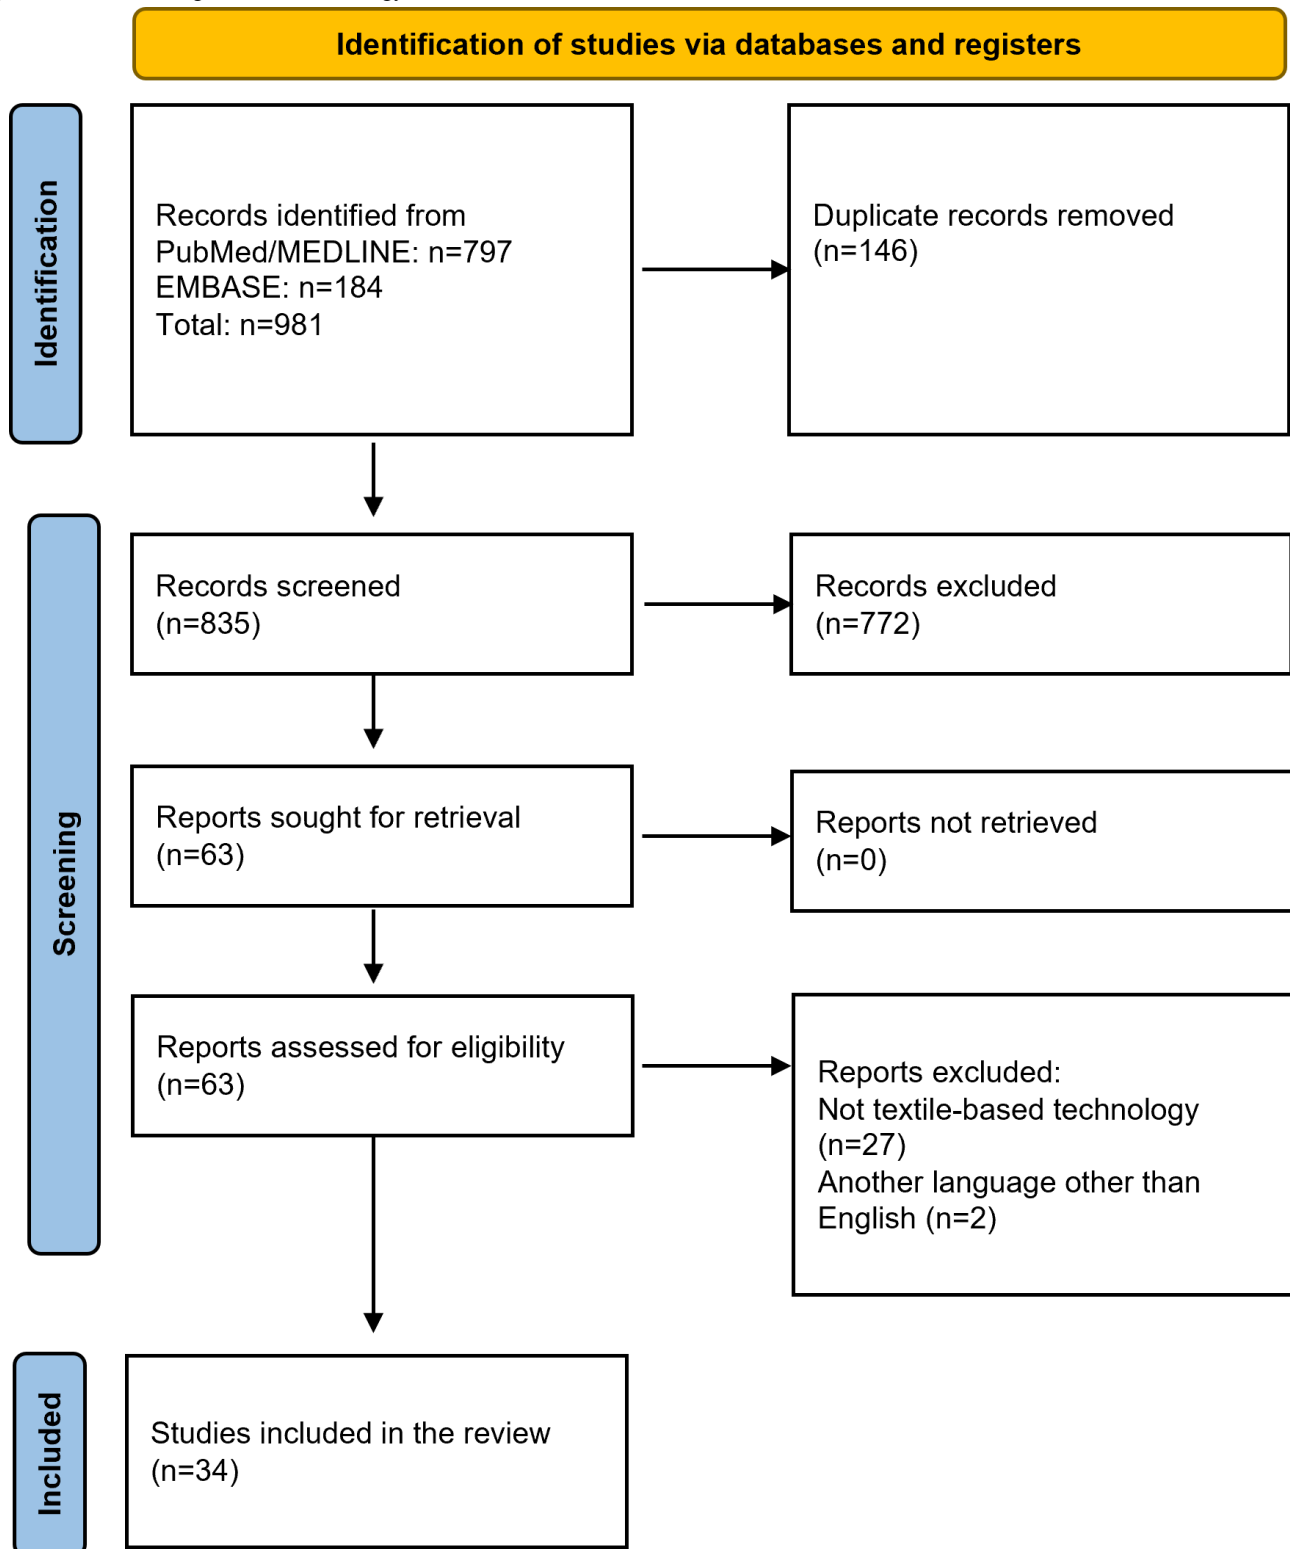 Identification of studies via databases and registers
Identification
Records identified from
PubMed/MEDLINE: n=797
EMBASE: n=184
Total: n=981
Duplicate records removed
(n=146)
Screening
Records screened
(n=835)
Records excluded
(n=772)
Reports sought for retrieval
(n=63)
Reports not retrieved
(n=0)
Reports assessed for eligibility
(n=63)
Reports excluded:
Not textile-based technology
(n=27)
Another language other than
English (n=2)
Included
Studies included in the review
(n=34)